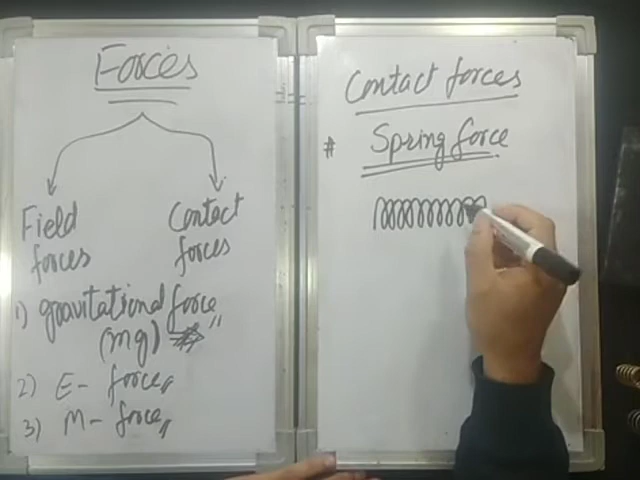 Forces
Field
forces
Contact
forces
1) gravitational force
(mg)
2) E- force
3) M- force
Contact forces
# Spring force